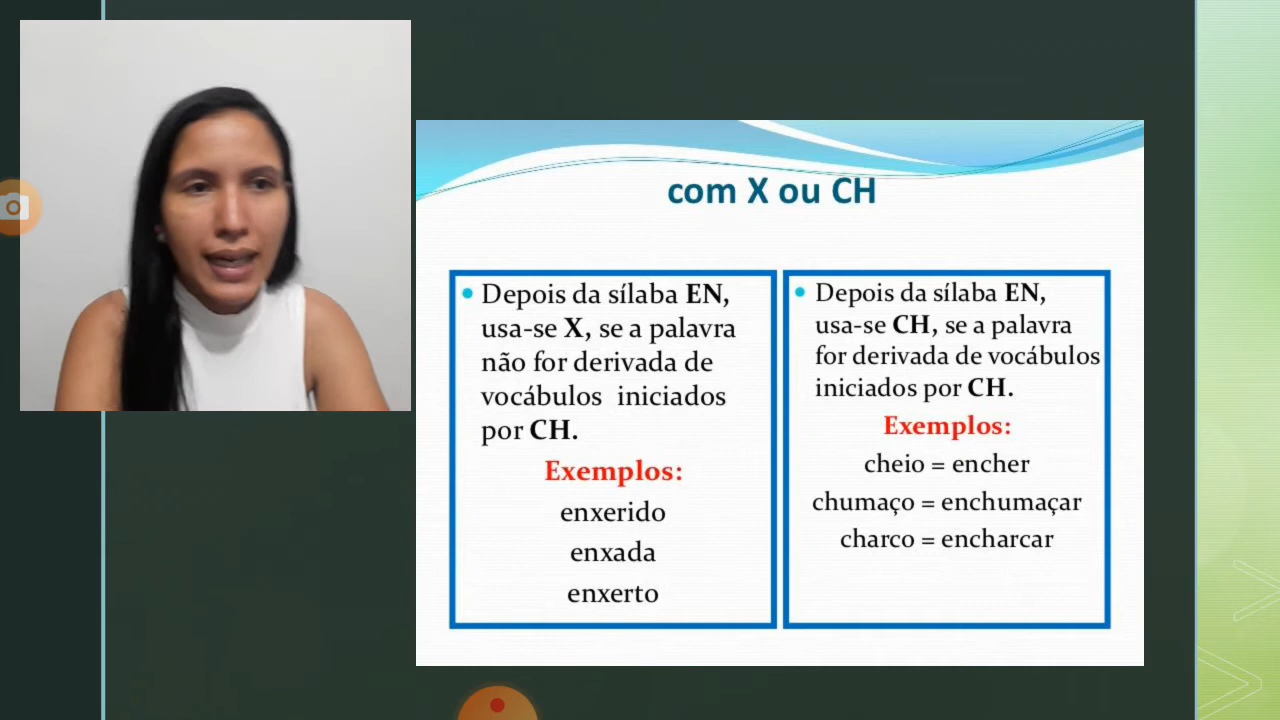 com X ou CH
• Depois da sílaba EN,
usa-se X, se a palavra
não for derivada de
vocábulos iniciados
por CH.
Exemplos:
enxerido
enxada
enxerto
• Depois da sílaba EN,
usa-se CH, se a palavra
for derivada de vocábulos
iniciados por CH.
Exemplos:
cheio = encher
chumaço = enchumaçar
charco = encharcar